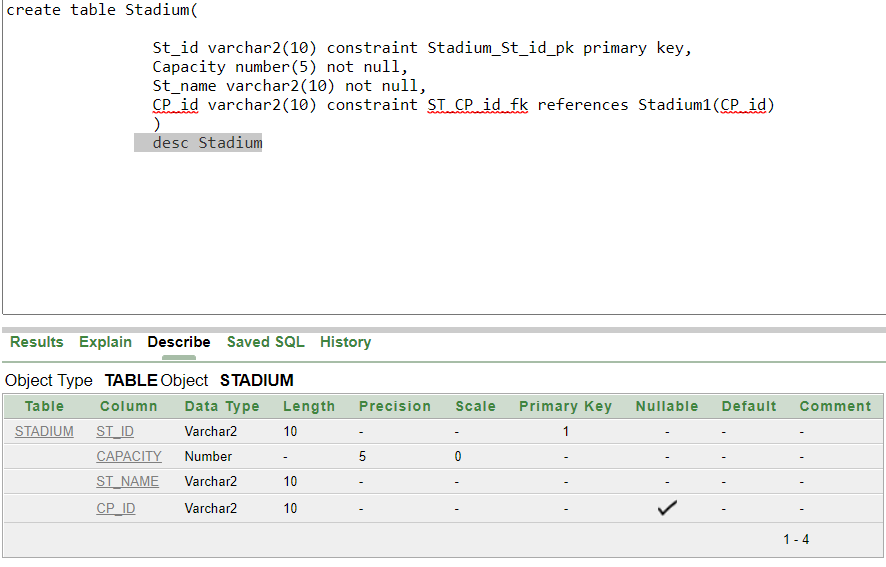 create table Stadium(
St_id varchar2(10) constraint Stadium_St_id_pk primary key,
Capacity number(5) not null,
St_name varchar2(10) not null,
CP_id varchar2(10) constraint ST_CP_id_fk references Stadium1(CP_id)
)
desc Stadium
Results Explain Describe Saved SQL History
Object Type TABLE Object STADIUM
Table Column Data Type Length Precision Scale Primary Key Nullable Default Comment
STADIUM ST_ID Varchar2 10 - - 1 - - -
CAPACITY Number - 5 0 - - - -
ST_NAME Varchar2 10 - - - - - -
CP_ID Varchar2 10 - - - ✓ - -
1 - 4